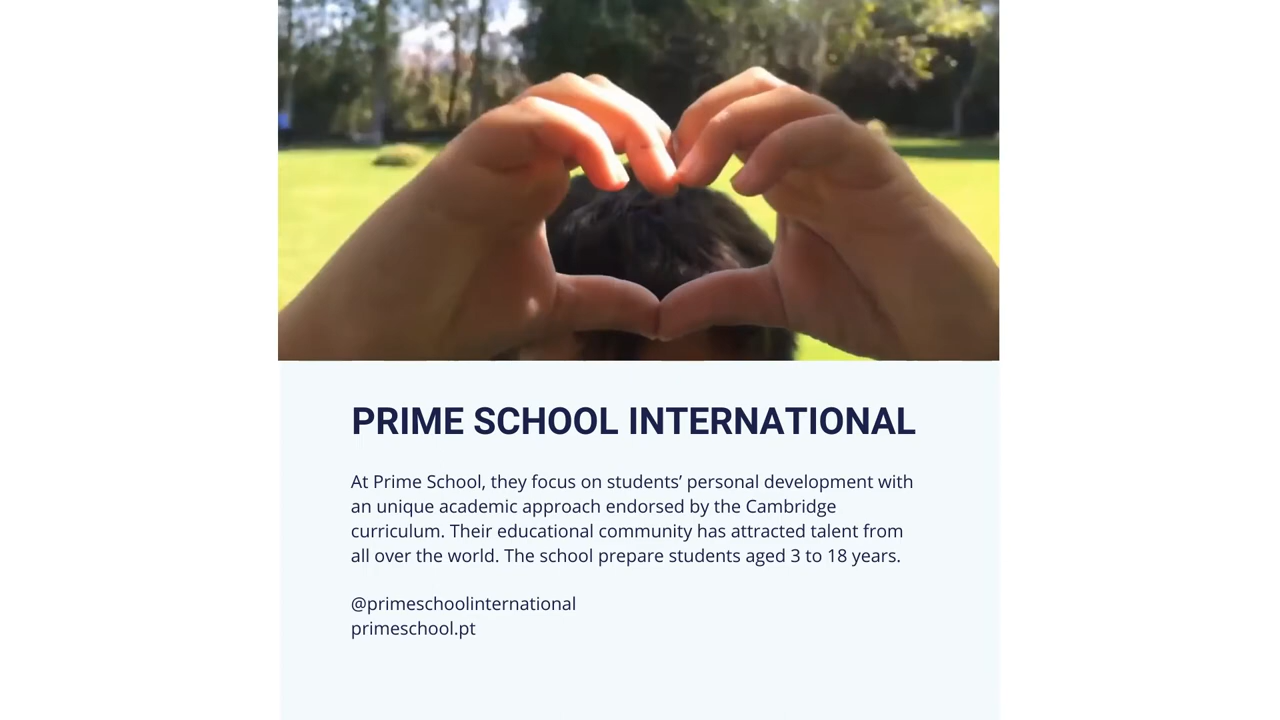 PRIME SCHOOL INTERNATIONAL
At Prime School, they focus on students’ personal development with
an unique academic approach endorsed by the Cambridge
curriculum. Their educational community has attracted talent from
all over the world. The school prepare students aged 3 to 18 years.
@primeschoolinternational
primeschool.pt